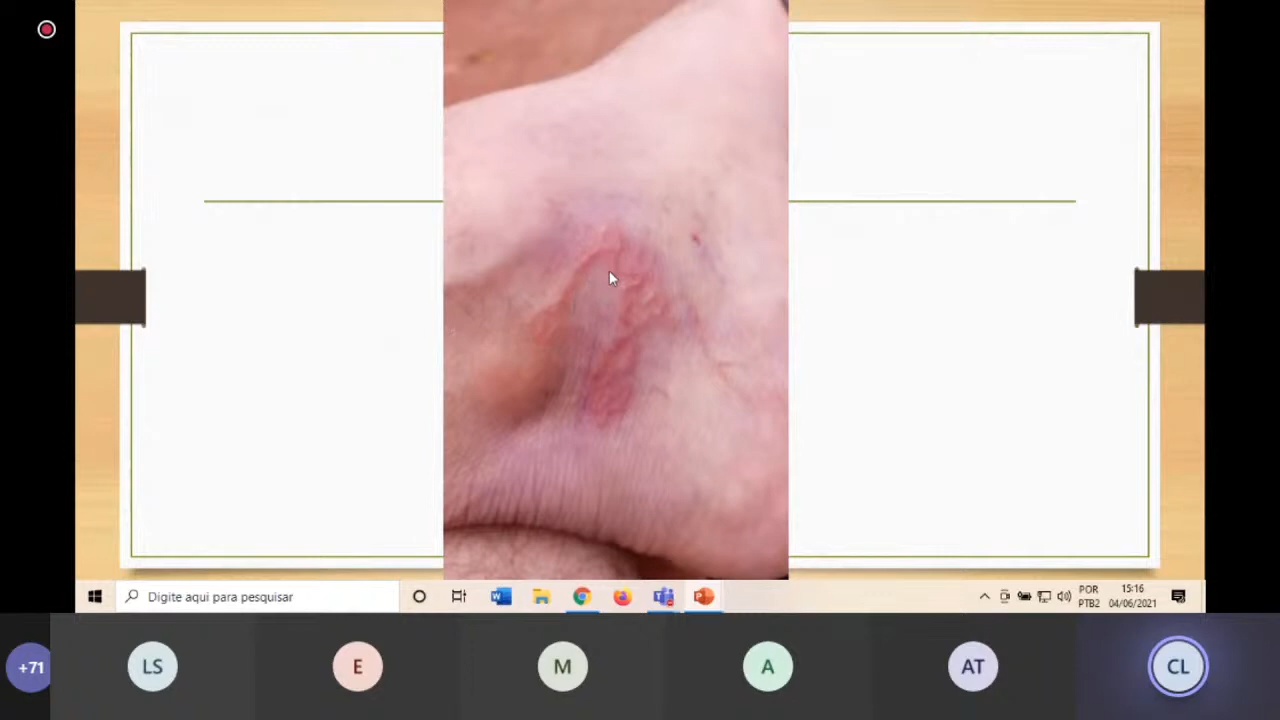 Digite aqui para pesquisar
POR
PTB2
15:16
04/06/2021
+71
LS
E
M
A
AT
CL